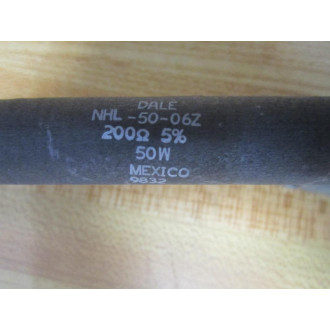 DALE
NHL-50-06Z
200Ω 5%
50W
MEXICO
9832